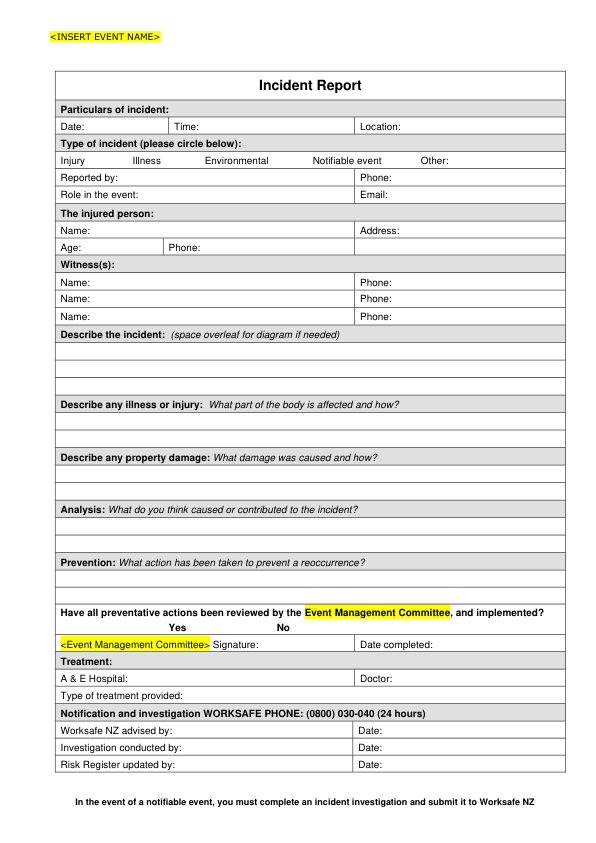 <INSERT EVENT NAME>
Incident Report
Particulars of incident:
Date: Time: Location:
Type of incident (please circle below):
Injury Illness Environmental Notifiable event Other:
Reported by: Phone:
Role in the event: Email:
The injured person:
Name: Address:
Age: Phone:
Witness(s):
Name: Phone:
Name: Phone:
Name: Phone:
Describe the incident: (space overleaf for diagram if needed)
Describe any illness or injury: What part of the body is affected and how?
Describe any property damage: What damage was caused and how?
Analysis: What do you think caused or contributed to the incident?
Prevention: What action has been taken to prevent a reoccurrence?
Have all preventative actions been reviewed by the Event Management Committee, and implemented?
Yes No
<Event Management Committee> Signature: Date completed:
Treatment:
A & E Hospital: Doctor:
Type of treatment provided:
Notification and investigation WORKSAFE PHONE: (0800) 030-040 (24 hours)
Worksafe NZ advised by: Date:
Investigation conducted by: Date:
Risk Register updated by: Date:
In the event of a notifiable event, you must complete an incident investigation and submit it to Worksafe NZ